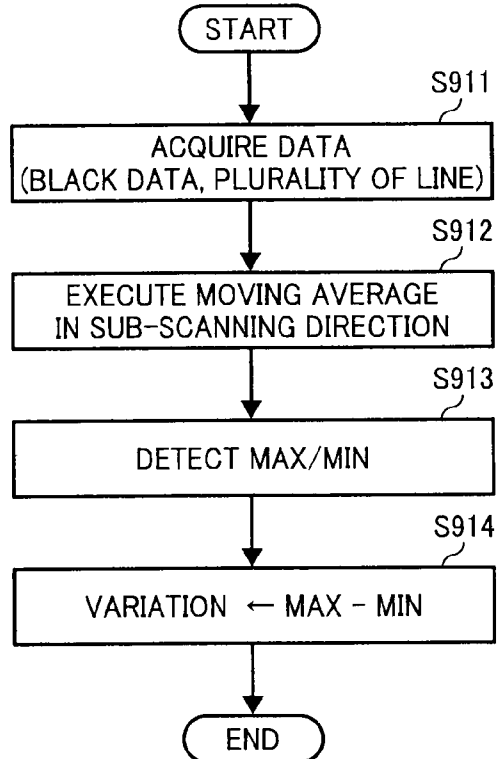 START
S911
ACQUIRE DATA
(BLACK DATA, PLURALITY OF LINE)
S912
EXECUTE MOVING AVERAGE
IN SUB-SCANNING DIRECTION
S913
DETECT MAX/MIN
S914
VARIATION ← MAX - MIN
END